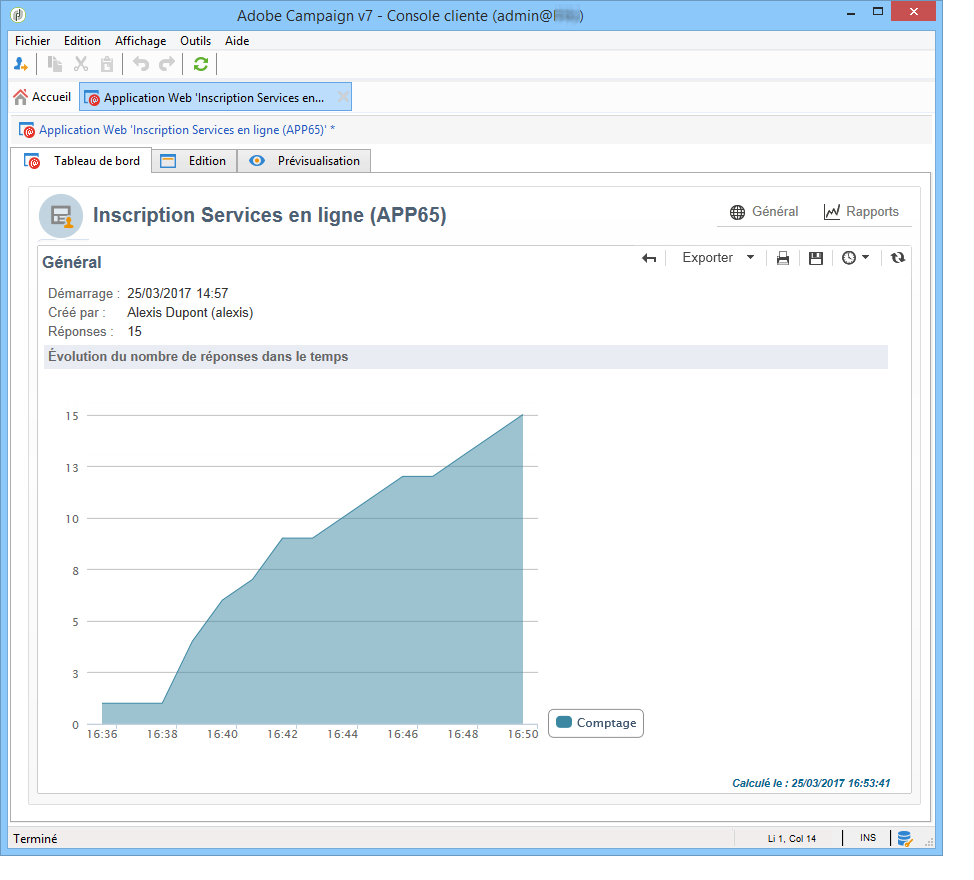 Adobe Campaign v7 - Console cliente (admin@
Fichier Edition Affichage Outils Aide
Accueil Application Web 'Inscription Services en...
Application Web 'Inscription Services en ligne (APP65)' *
Tableau de bord Edition Prévisualisation
Inscription Services en ligne (APP65) Général Rapports
Général Exporter
Démarrage : 25/03/2017 14:57
Créé par : Alexis Dupont (alexis)
Réponses : 15
Évolution du nombre de réponses dans le temps
15
13
10
8
5
3
0
16:36 16:38 16:40 16:42 16:44 16:46 16:48 16:50
Comptage
Calculé le : 25/03/2017 16:53:41
Terminé Li 1, Col 14 INS